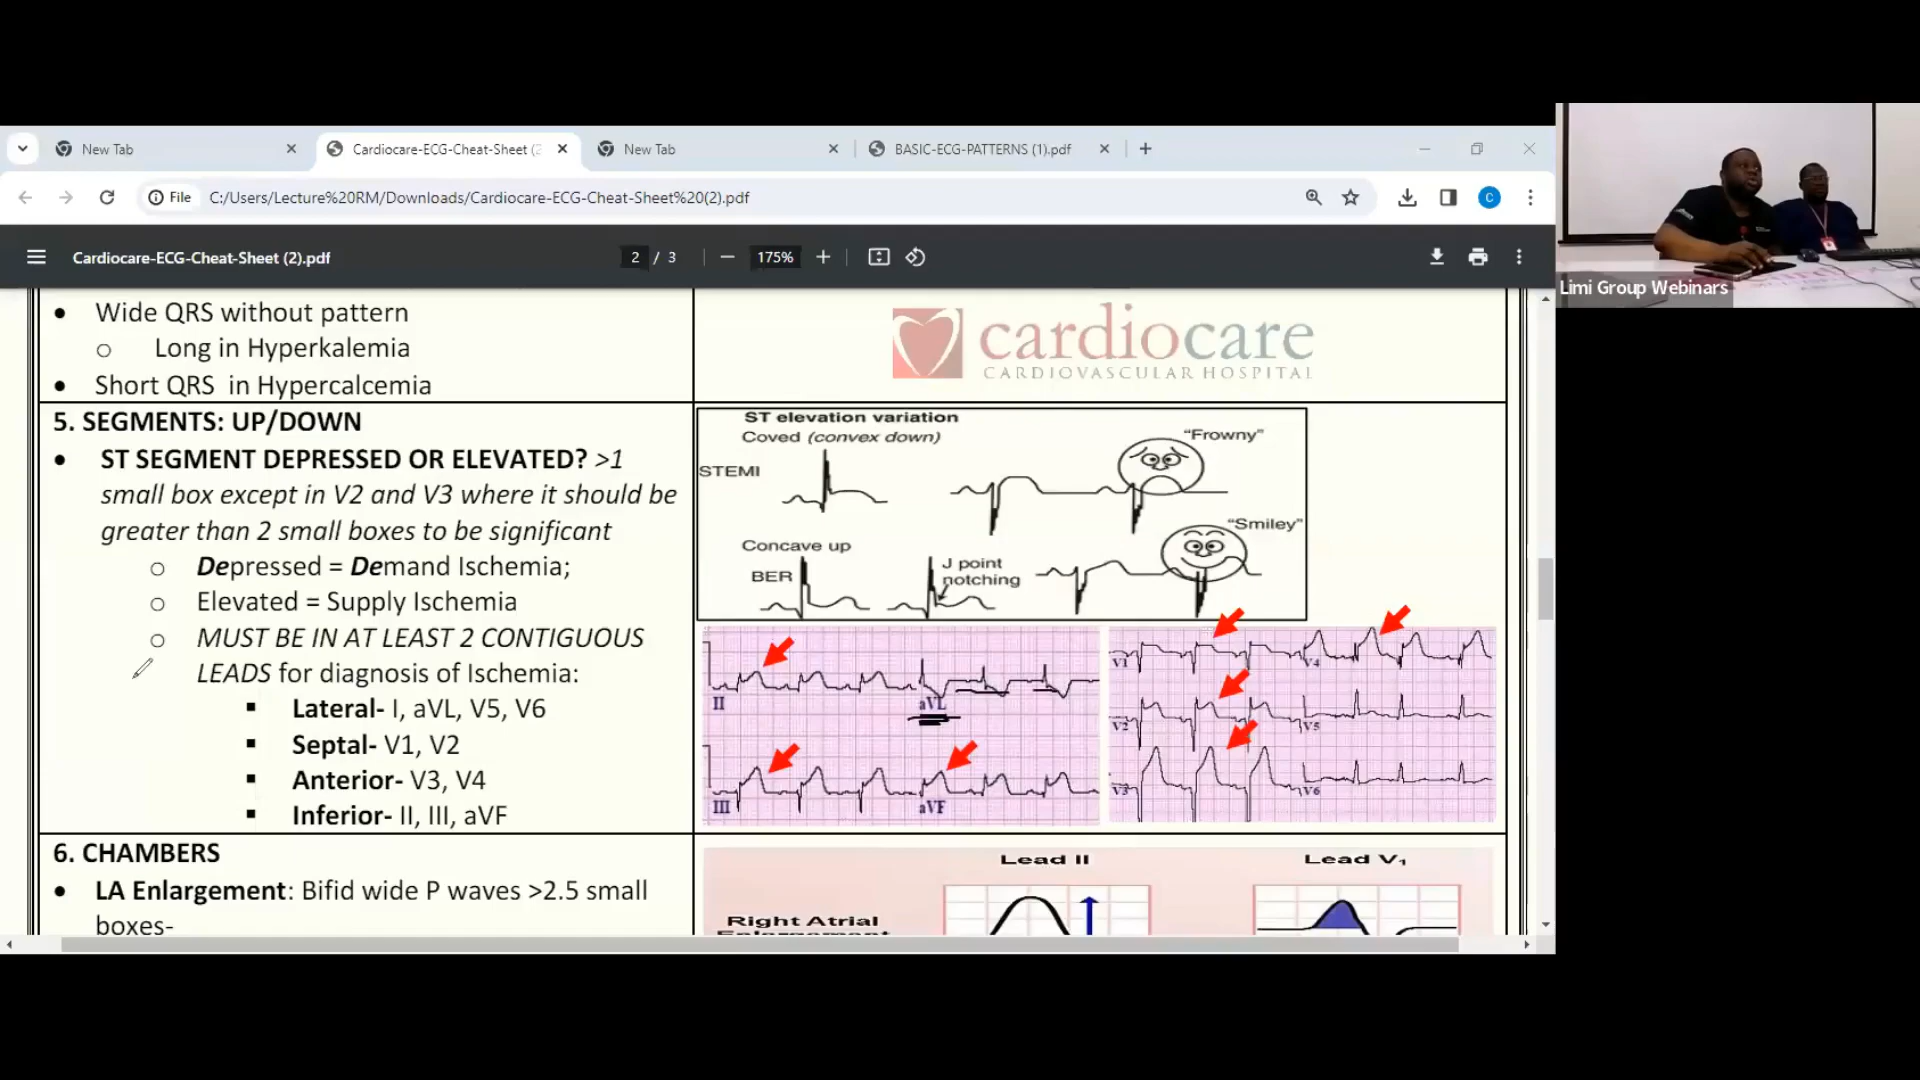 New Tab
Cardiocare-ECG-Cheat-Sheet (2
New Tab
BASIC-ECG-PATTERNS (1).pdf
File
C:/Users/Lecture%20RM/Downloads/Cardiocare-ECG-Cheat-Sheet%20(2).pdf
C
Cardiocare-ECG-Cheat-Sheet (2).pdf
2 / 3
175%
Limi Group Webinars
Wide QRS without pattern
Long in Hyperkalemia
Short QRS in Hypercalcemia
cardiocare
CARDIOVASCULAR HOSPITAL
5. SEGMENTS: UP/DOWN
ST SEGMENT DEPRESSED OR ELEVATED? >1
small box except in V2 and V3 where it should be
greater than 2 small boxes to be significant
Depressed = Demand Ischemia;
Elevated = Supply Ischemia
MUST BE IN AT LEAST 2 CONTIGUOUS
LEADS for diagnosis of Ischemia:
Lateral- I, aVL, V5, V6
Septal- V1, V2
Anterior- V3, V4
Inferior- II, III, aVF
ST elevation variation
Coved (convex down)
"Frowny"
STEMI
"Smiley"
Concave up
J point
notching
BER
V1
V4
II
aVL
V2
V5
V3
V6
III
aVF
6. CHAMBERS
LA Enlargement: Bifid wide P waves >2.5 small
boxes-
Lead II
Lead V1
Right Atrial